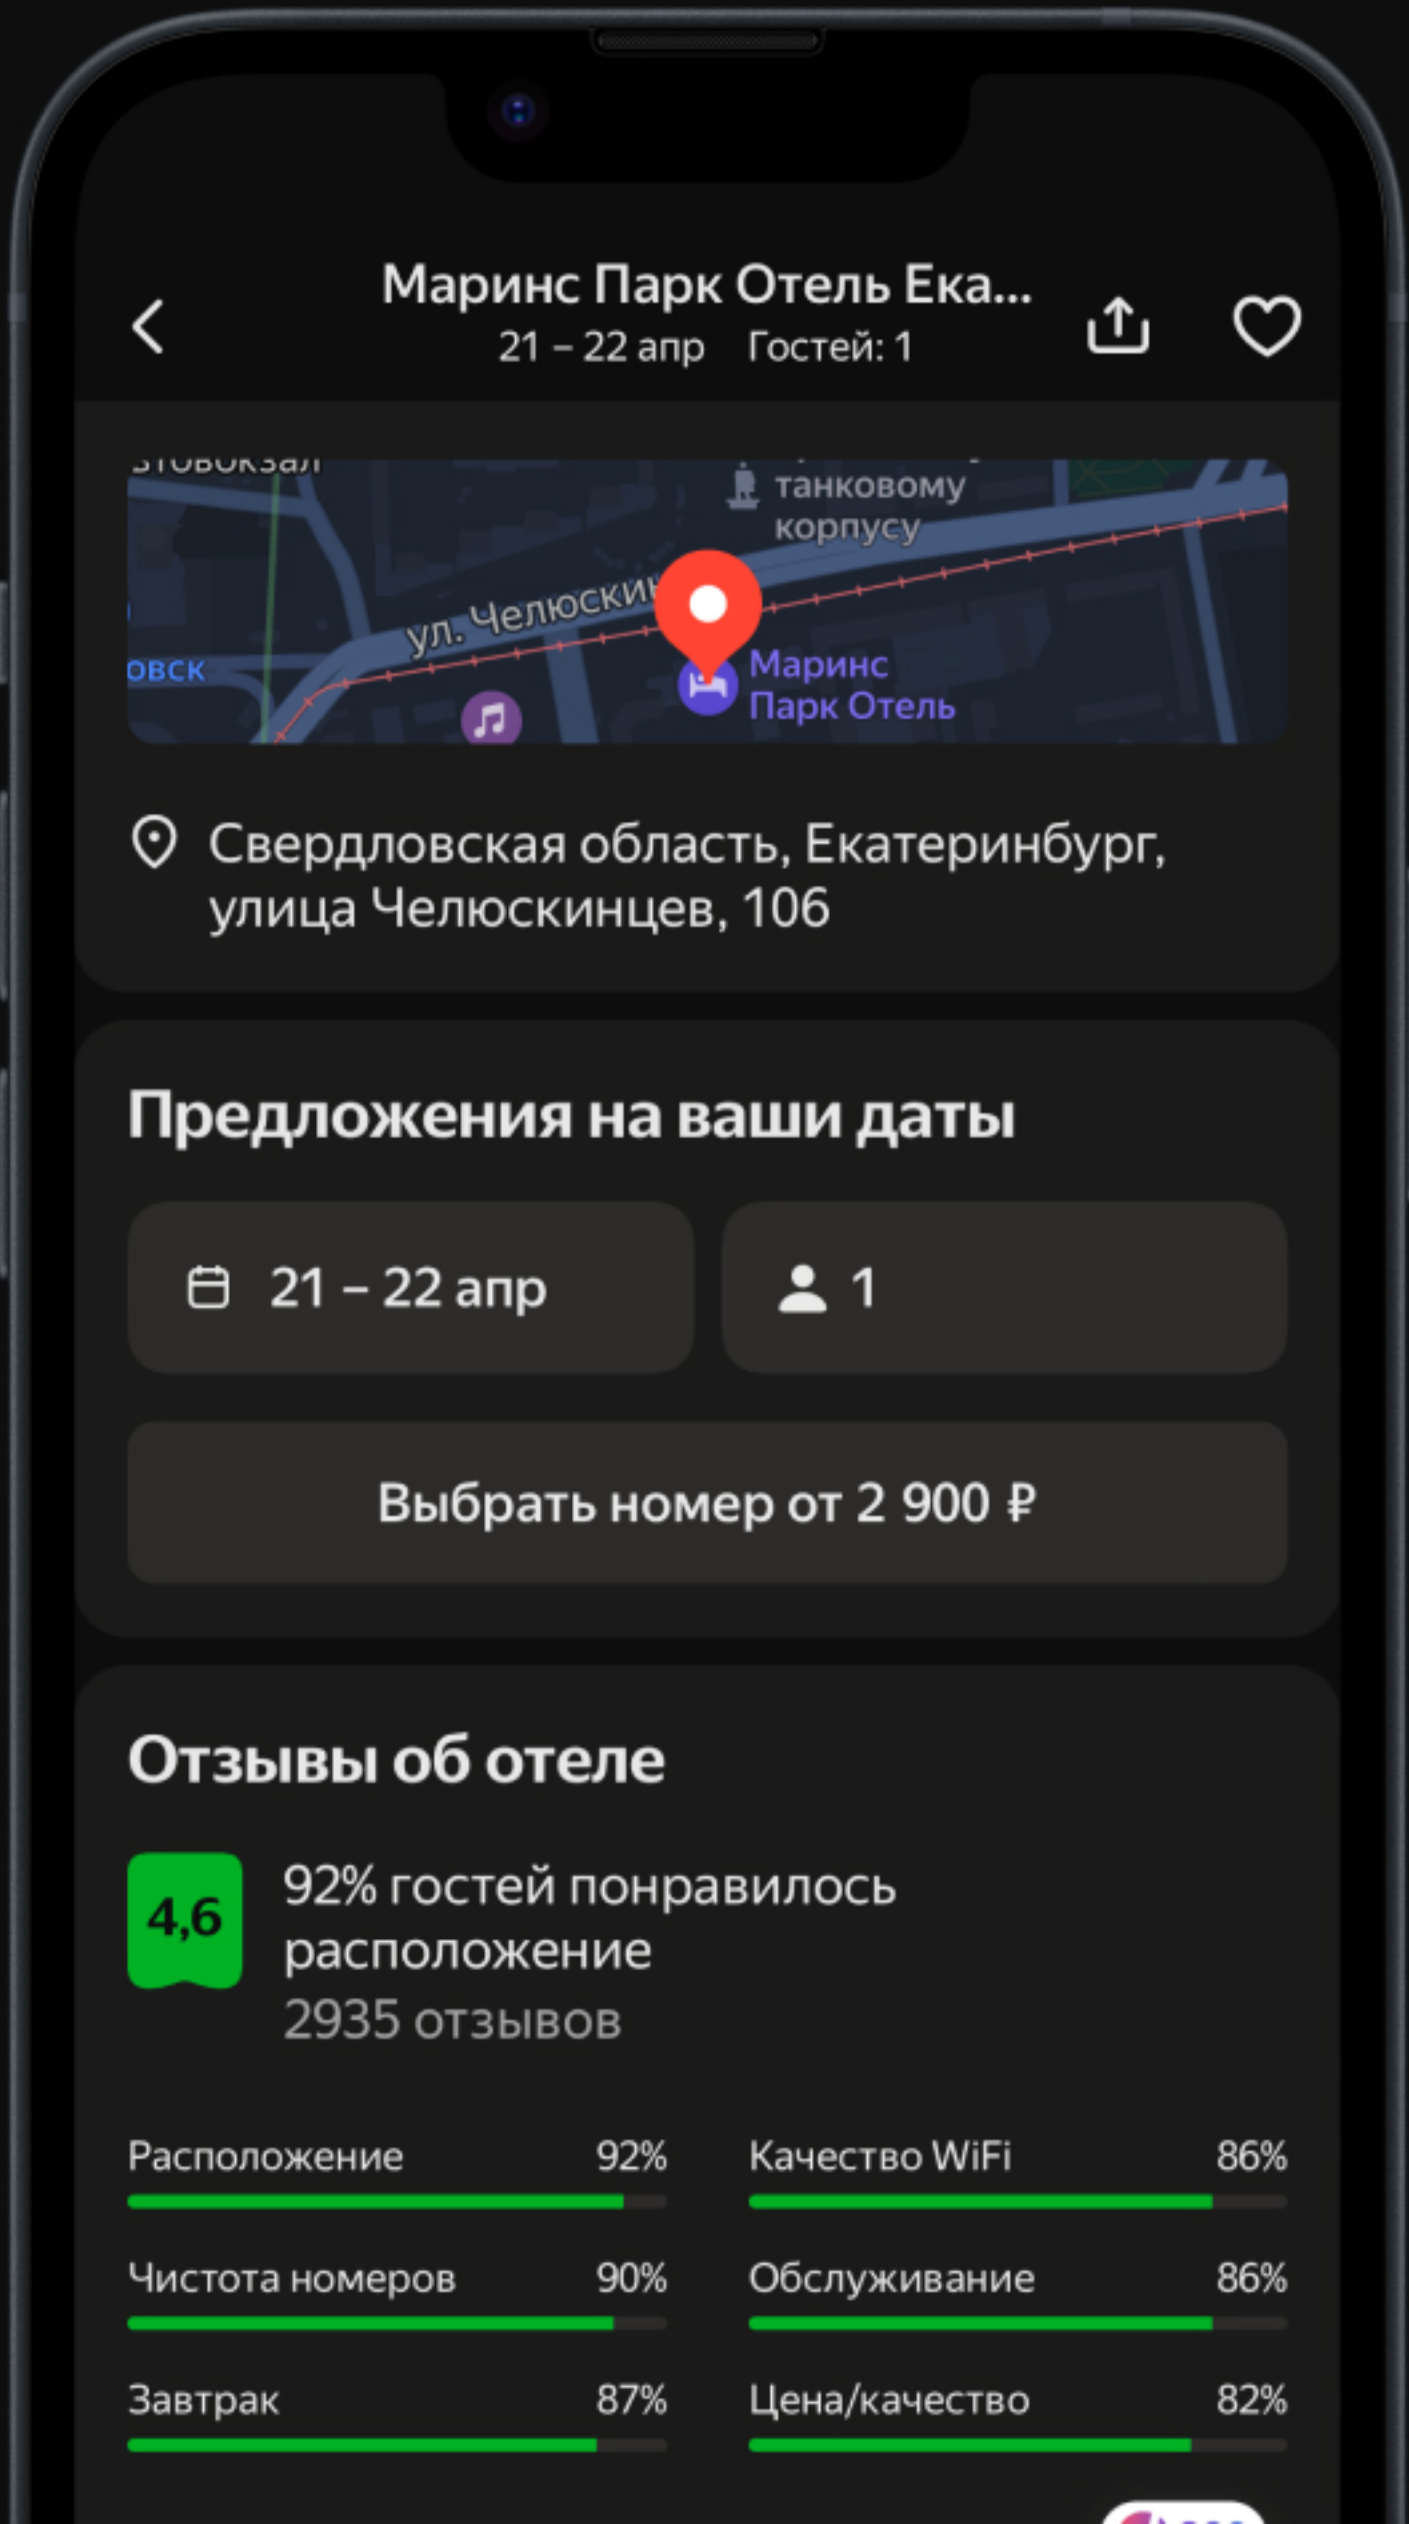 Маринс Парк Отель Ека...
21 – 22 апр Гостей: 1
танковому
корпусу
ул. Челюскин
овск
Маринс
Парк Отель
Свердловская область, Екатеринбург,
улица Челюскинцев, 106
Предложения на ваши даты
21 – 22 апр
1
Выбрать номер от 2 900 ₽
Отзывы об отеле
4,6
92% гостей понравилось
расположение
2935 отзывов
Расположение 92%
Качество WiFi 86%
Чистота номеров 90%
Обслуживание 86%
Завтрак 87%
Цена/качество 82%